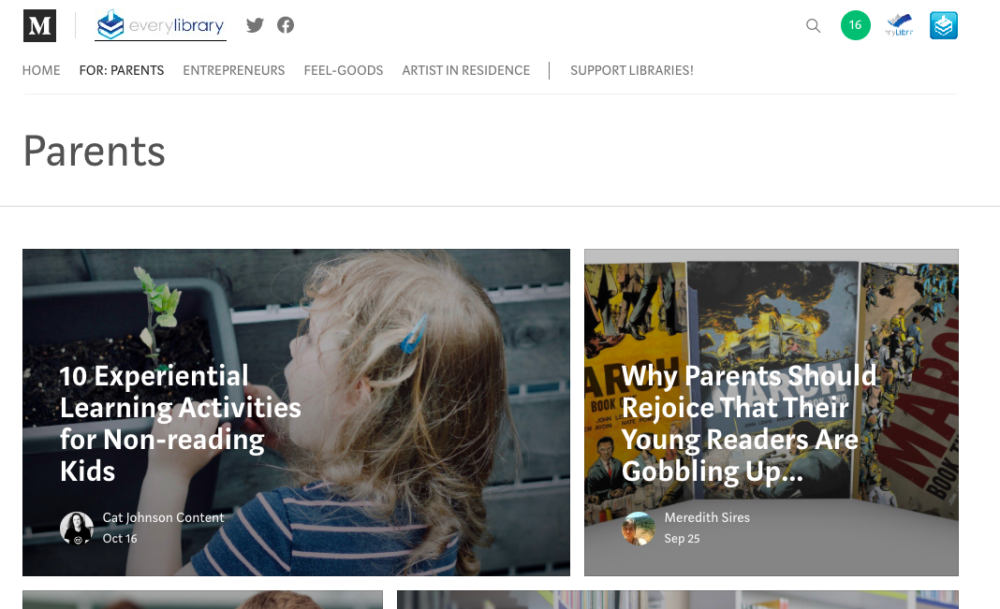 M
everylibrary
16
HOME FOR: PARENTS ENTREPRENEURS FEEL-GOODS ARTIST IN RESIDENCE SUPPORT LIBRARIES!
Parents
10 Experiential
Learning Activities
for Non-reading
Kids
Cat Johnson Content
Oct 16
Why Parents Should
Rejoice That Their
Young Readers Are
Gobbling Up...
Meredith Sires
Sep 25